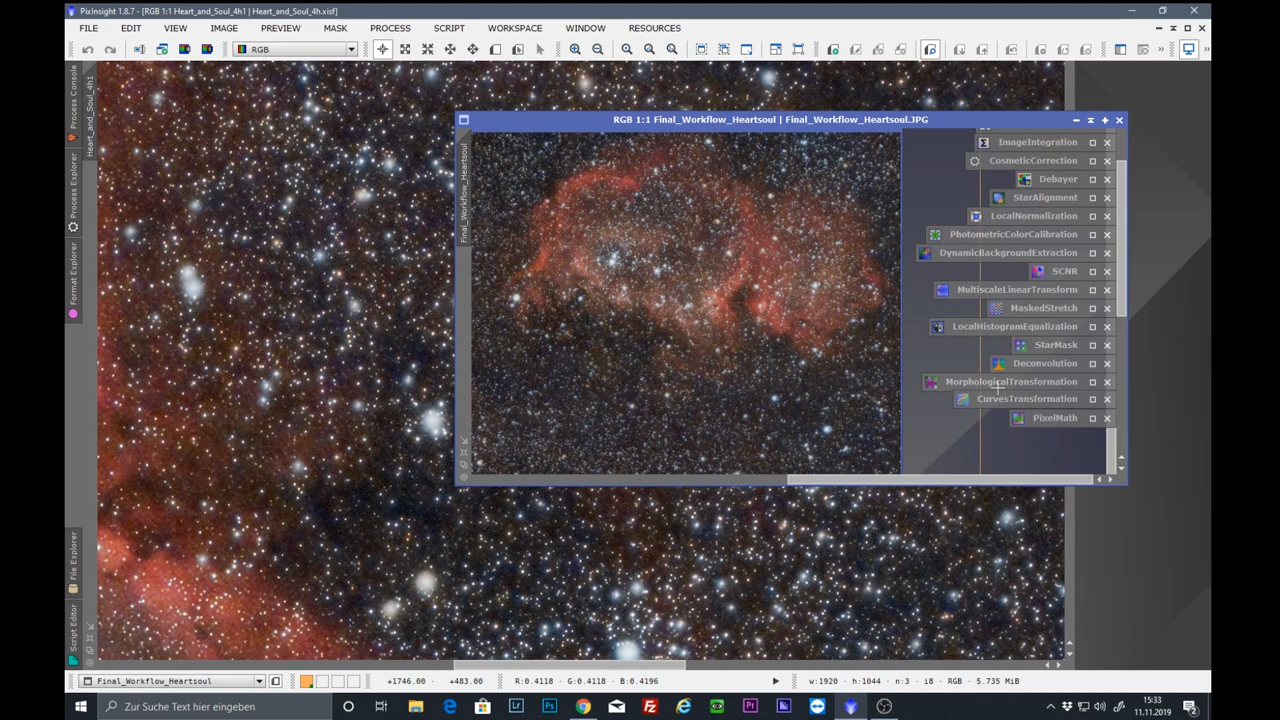 PixInsight 1.8.7 - [RGB 1:1 Heart_and_Soul_4h1 | Heart_and_Soul_4h.xisf]
FILE EDIT VIEW IMAGE PREVIEW PROCESS MASK SCRIPT WORKSPACE WINDOW RESOURCES
RGB
Process Console
Process Explorer
Format Explorer
File Explorer
Script Editor
Heart_and_Soul_4h1
RGB 1:1 Final_Workflow_Heartsoul | Final_Workflow_Heartsoul.JPG
Final_Workflow_Heartsoul
ImageIntegration
CosmeticCorrection
Debayer
StarAlignment
LocalNormalization
PhotometricColorCalibration
DynamicBackgroundExtraction
SCNR
MultiscaleLinearTransform
MaskedStretch
LocalHistogramEqualization
StarMask
Deconvolution
MorphologicalTransformation
CurvesTransformation
PixelMath
Final_Workflow_Heartsoul +1746.00 · +483.00 R:0.4118 · G:0.4118 · B:0.4196 w:1920 · h:1044 · n:3 · i8 · RGB · 5.735 MiB
Zur Suche Text hier eingeben
15:33
11.11.2019
2